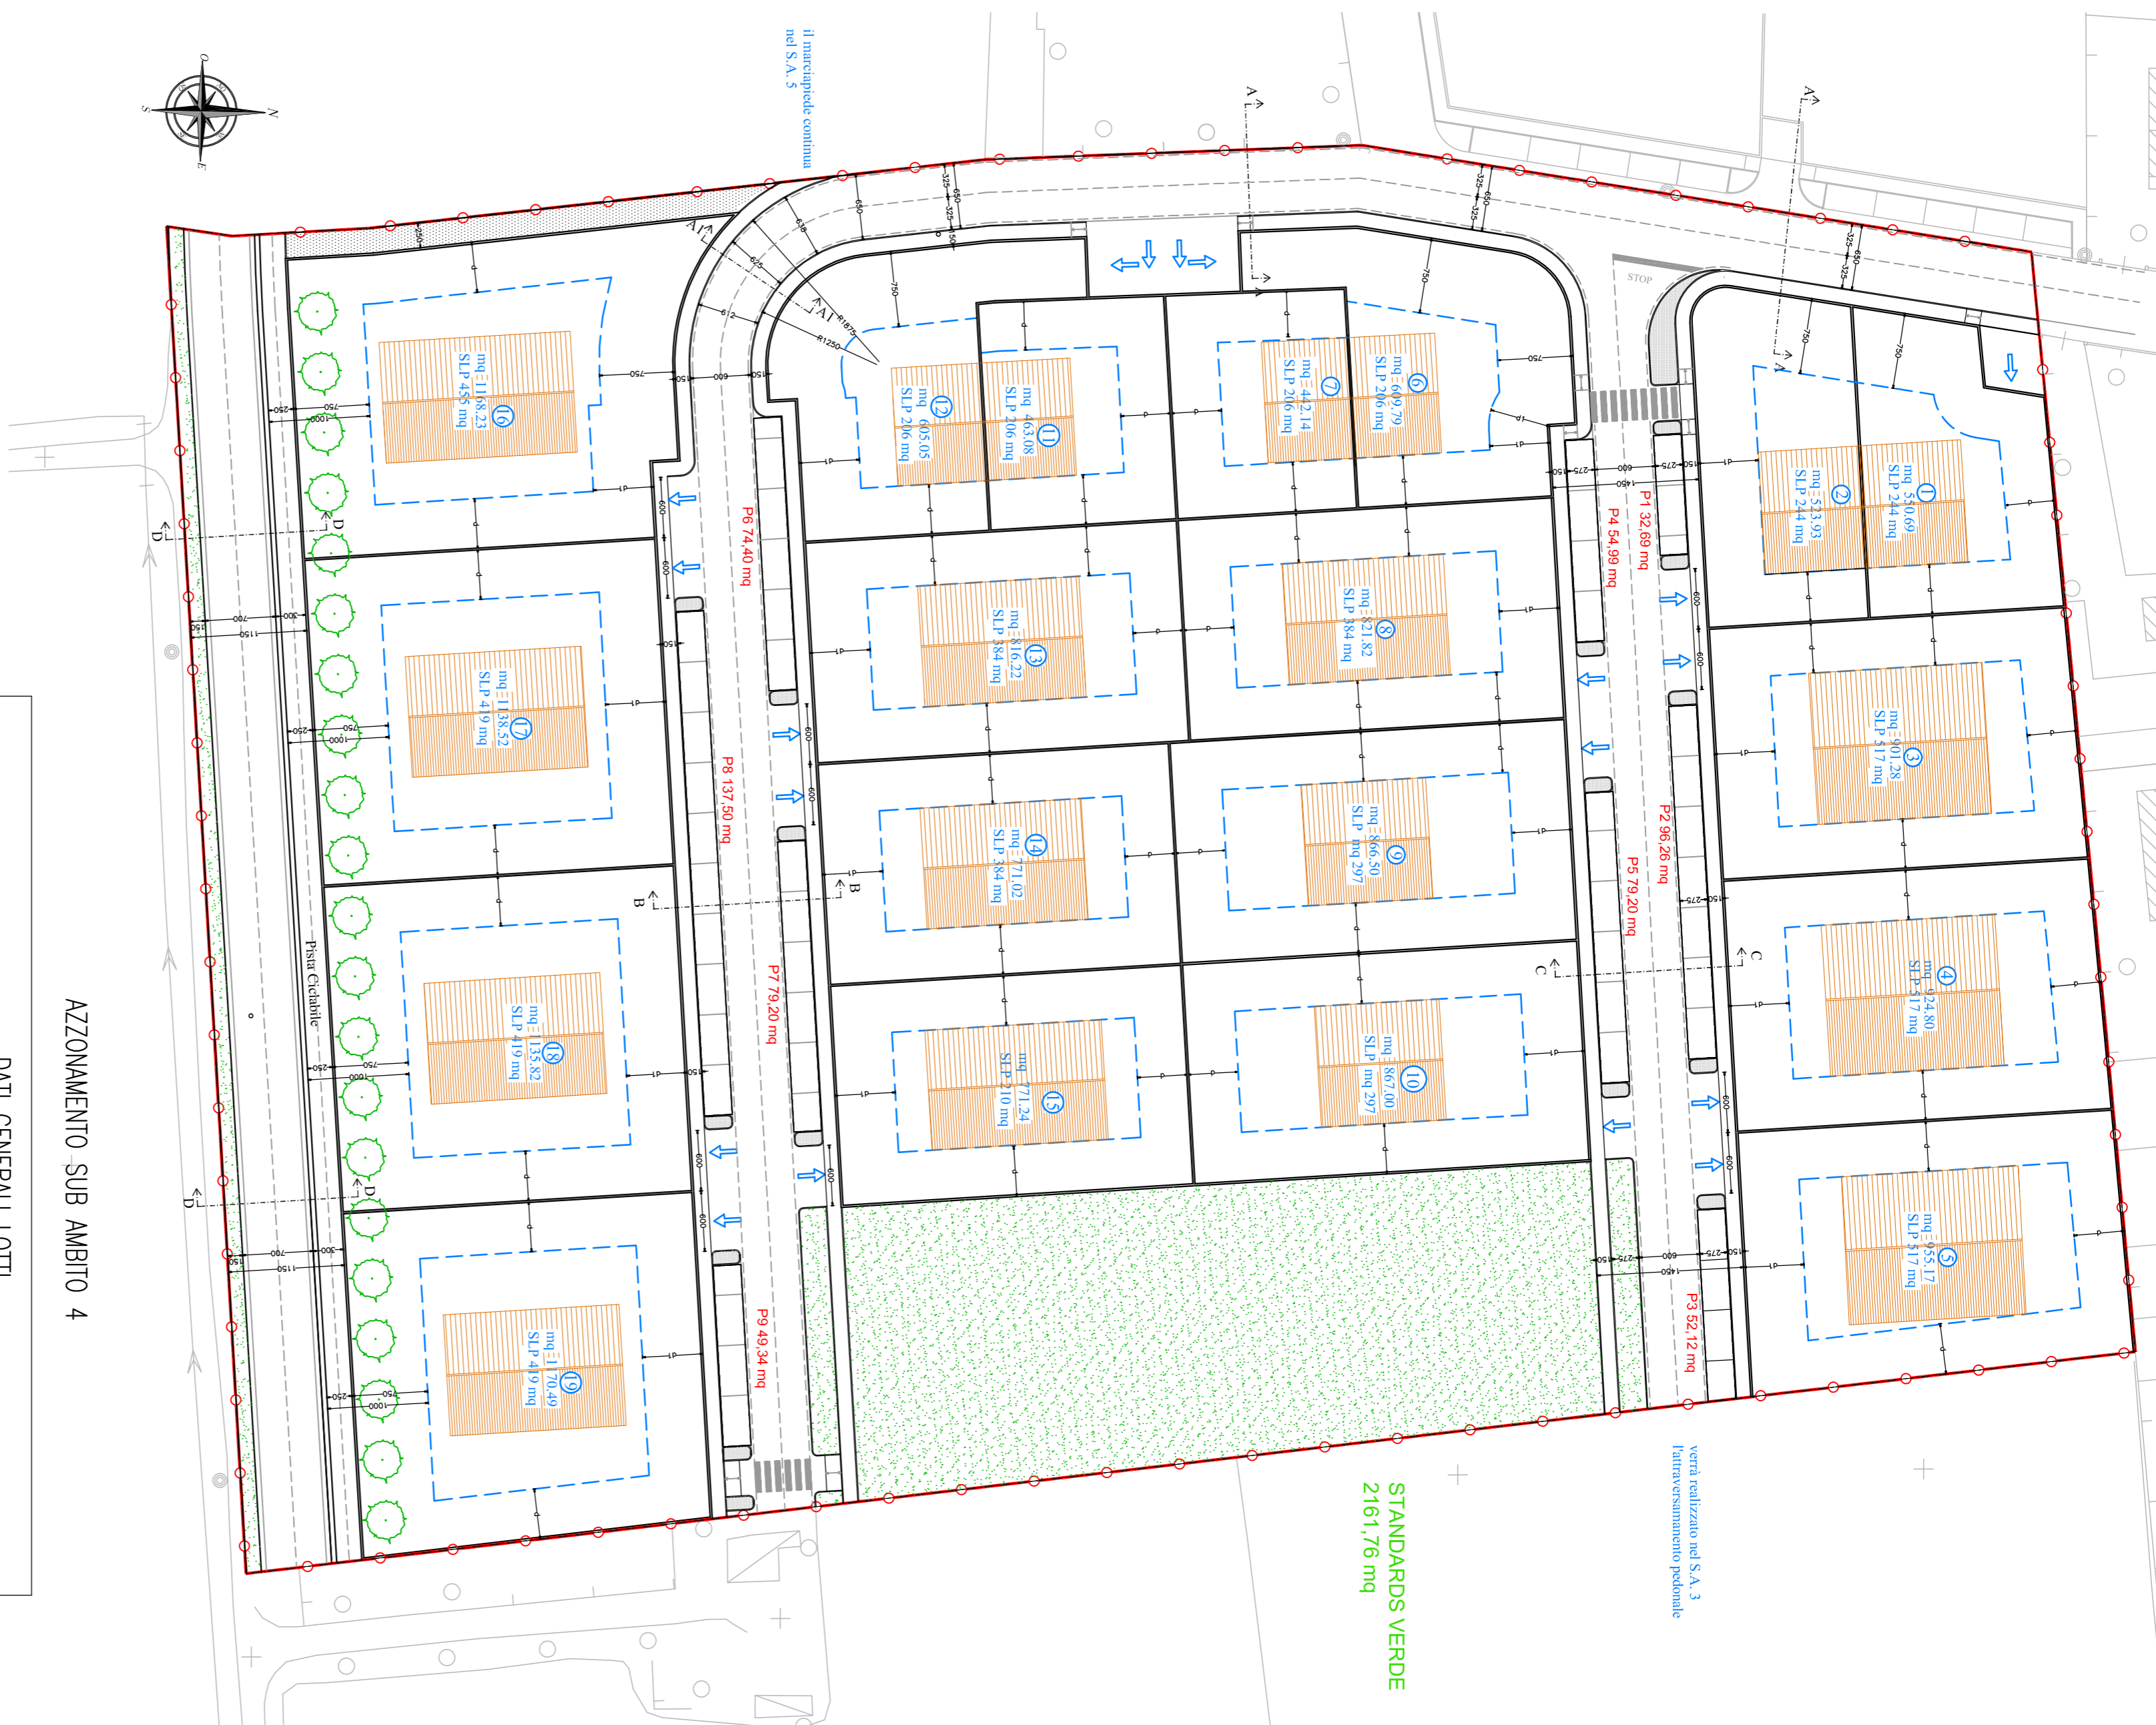 il marciapiede continua
nel S.A. 5
O
N
S
E
A
A
A
A
A1
A1
R1875
R1250
STOP
1
mq 550.69
SLP 244 mq
2
mq 523.93
SLP 244 mq
3
mq 901.28
SLP 517 mq
4
mq 924.80
SLP 517 mq
5
mq 955.17
SLP 517 mq
6
mq 609.79
SLP 206 mq
7
mq 442.14
SLP 206 mq
8
mq 821.82
SLP 384 mq
9
mq 866.50
SLP mq 297
10
mq 867.00
SLP mq 297
11
mq 463.08
SLP 206 mq
12
mq 605.05
SLP 206 mq
13
mq 816.22
SLP 384 mq
14
mq 771.02
SLP 384 mq
15
mq 771.24
SLP 210 mq
16
mq 1168.23
SLP 455 mq
17
mq 1138.52
SLP 419 mq
18
mq 1135.82
SLP 419 mq
19
mq 1170.49
SLP 419 mq
P1 32,69 mq
P2 96,26 mq
P3 52,12 mq
P4 54,99 mq
P5 79,20 mq
P6 74,40 mq
P7 79,20 mq
P8 137,50 mq
P9 49,34 mq
B
B
C
C
D
D
D
D
Pista Ciclabile
STANDARDS VERDE
2161,76 mq
verrà realizzato nel S.A. 3
l'attraversamanento pedonale
AZZONAMENTO SUB AMBITO 4
DATI GENERALI LOTTI